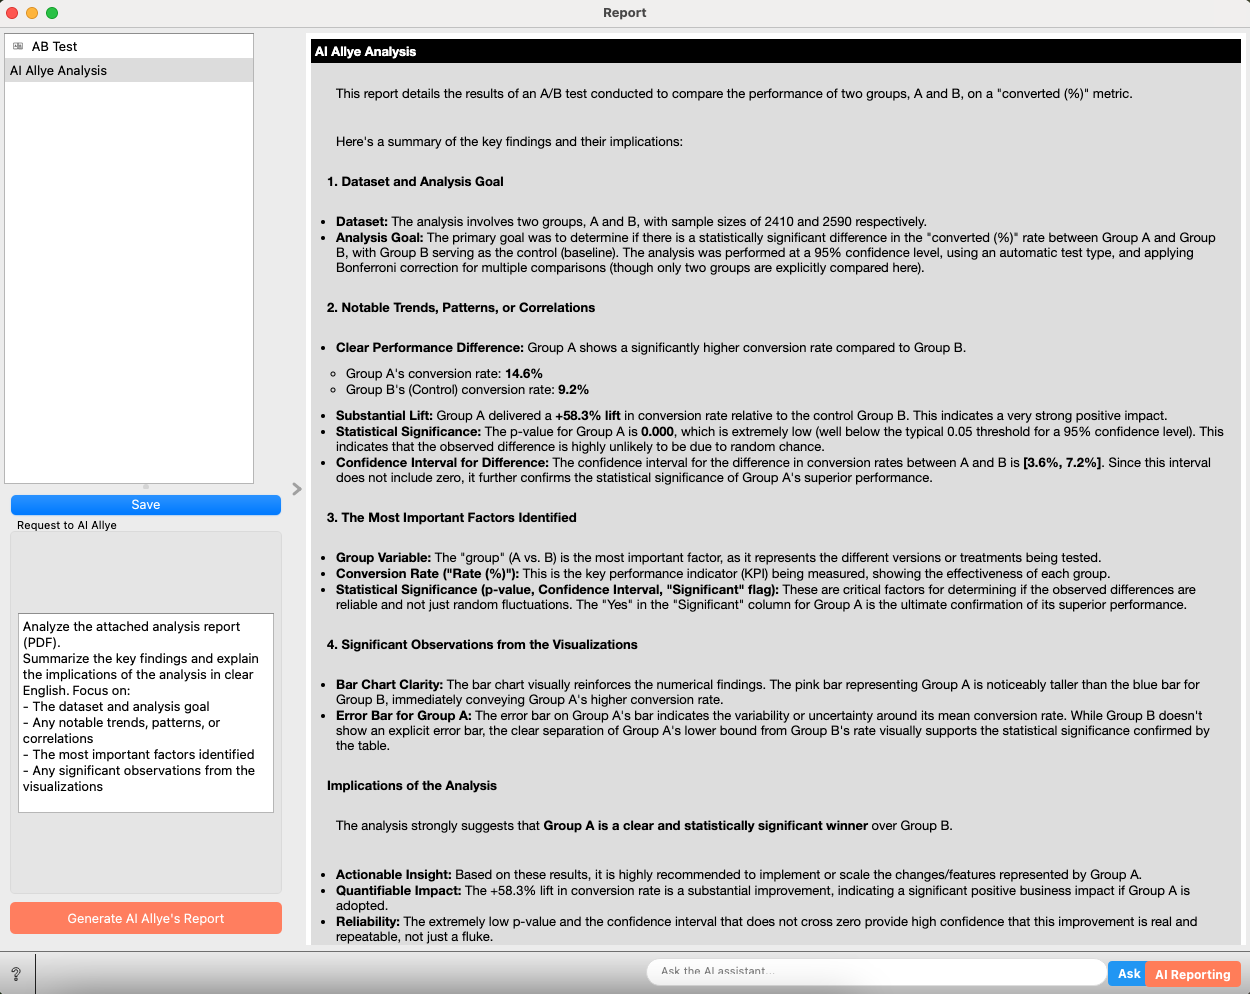 Report
AB Test
AI Allye Analysis
Save
Request to AI Allye
Analyze the attached analysis report
(PDF).
Summarize the key findings and explain
the implications of the analysis in clear
English. Focus on:
- The dataset and analysis goal
- Any notable trends, patterns, or
correlations
- The most important factors identified
- Any significant observations from the
visualizations
Generate AI Allye's Report
AI Allye Analysis
This report details the results of an A/B test conducted to compare the performance of two groups, A and B, on a "converted (%)" metric.
Here's a summary of the key findings and their implications:
1. Dataset and Analysis Goal
• Dataset: The analysis involves two groups, A and B, with sample sizes of 2410 and 2590 respectively.
• Analysis Goal: The primary goal was to determine if there is a statistically significant difference in the "converted (%)" rate between Group A and Group
B, with Group B serving as the control (baseline). The analysis was performed at a 95% confidence level, using an automatic test type, and applying
Bonferroni correction for multiple comparisons (though only two groups are explicitly compared here).
2. Notable Trends, Patterns, or Correlations
• Clear Performance Difference: Group A shows a significantly higher conversion rate compared to Group B.
◦ Group A's conversion rate: 14.6%
◦ Group B's (Control) conversion rate: 9.2%
• Substantial Lift: Group A delivered a +58.3% lift in conversion rate relative to the control Group B. This indicates a very strong positive impact.
• Statistical Significance: The p-value for Group A is 0.000, which is extremely low (well below the typical 0.05 threshold for a 95% confidence level). This
indicates that the observed difference is highly unlikely to be due to random chance.
• Confidence Interval for Difference: The confidence interval for the difference in conversion rates between A and B is [3.6%, 7.2%]. Since this interval
does not include zero, it further confirms the statistical significance of Group A's superior performance.
3. The Most Important Factors Identified
• Group Variable: The "group" (A vs. B) is the most important factor, as it represents the different versions or treatments being tested.
• Conversion Rate ("Rate (%)"): This is the key performance indicator (KPI) being measured, showing the effectiveness of each group.
• Statistical Significance (p-value, Confidence Interval, "Significant" flag): These are critical factors for determining if the observed differences are
reliable and not just random fluctuations. The "Yes" in the "Significant" column for Group A is the ultimate confirmation of its superior performance.
4. Significant Observations from the Visualizations
• Bar Chart Clarity: The bar chart visually reinforces the numerical findings. The pink bar representing Group A is noticeably taller than the blue bar for
Group B, immediately conveying Group A's higher conversion rate.
• Error Bar for Group A: The error bar on Group A's bar indicates the variability or uncertainty around its mean conversion rate. While Group B doesn't
show an explicit error bar, the clear separation of Group A's lower bound from Group B's rate visually supports the statistical significance confirmed by
the table.
Implications of the Analysis
The analysis strongly suggests that Group A is a clear and statistically significant winner over Group B.
• Actionable Insight: Based on these results, it is highly recommended to implement or scale the changes/features represented by Group A.
• Quantifiable Impact: The +58.3% lift in conversion rate is a substantial improvement, indicating a significant positive business impact if Group A is
adopted.
• Reliability: The extremely low p-value and the confidence interval that does not cross zero provide high confidence that this improvement is real and
repeatable, not just a fluke.
?
Ask the AI assistant...
Ask
AI Reporting